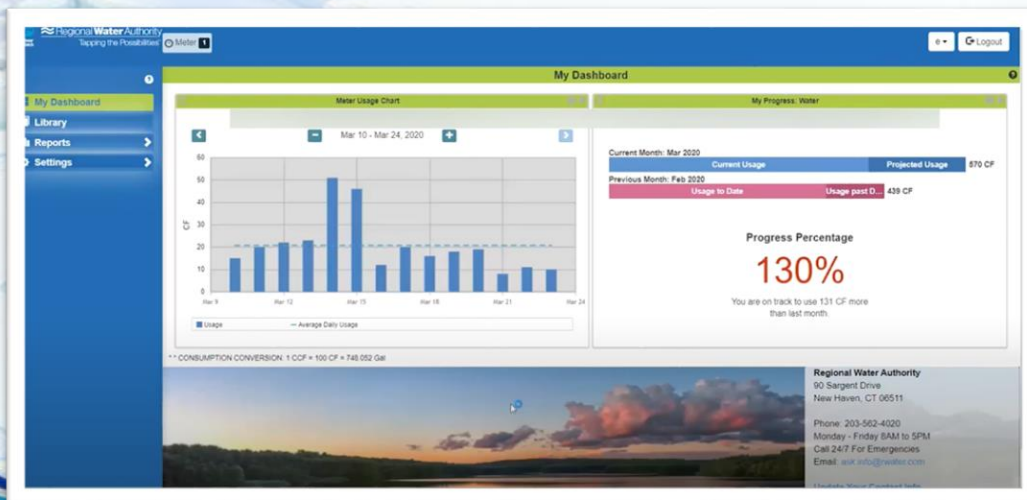 Regional Water Authority
Tapping the Possibilities
Meter 1
e
Logout
My Dashboard
My Dashboard
Library
Reports
Settings
Meter Usage Chart
Mar 10 - Mar 24, 2020
60
50
40
30
20
10
0
CF
Mar 9
Mar 12
Mar 15
Mar 18
Mar 21
Mar 24
Usage
Average Daily Usage
My Progress: Water
Current Month: Mar 2020
Current Usage
Projected Usage
570 CF
Previous Month: Feb 2020
Usage to Date
Usage past D...
439 CF
Progress Percentage
130%
You are on track to use 131 CF more
than last month.
** CONSUMPTION CONVERSION: 1 CCF = 100 CF = 748.052 Gal
Regional Water Authority
90 Sargent Drive
New Haven, CT 06511
Phone: 203-562-4020
Monday - Friday 8AM to 5PM
Call 24/7 For Emergencies
Email:
Update Your Contact Info